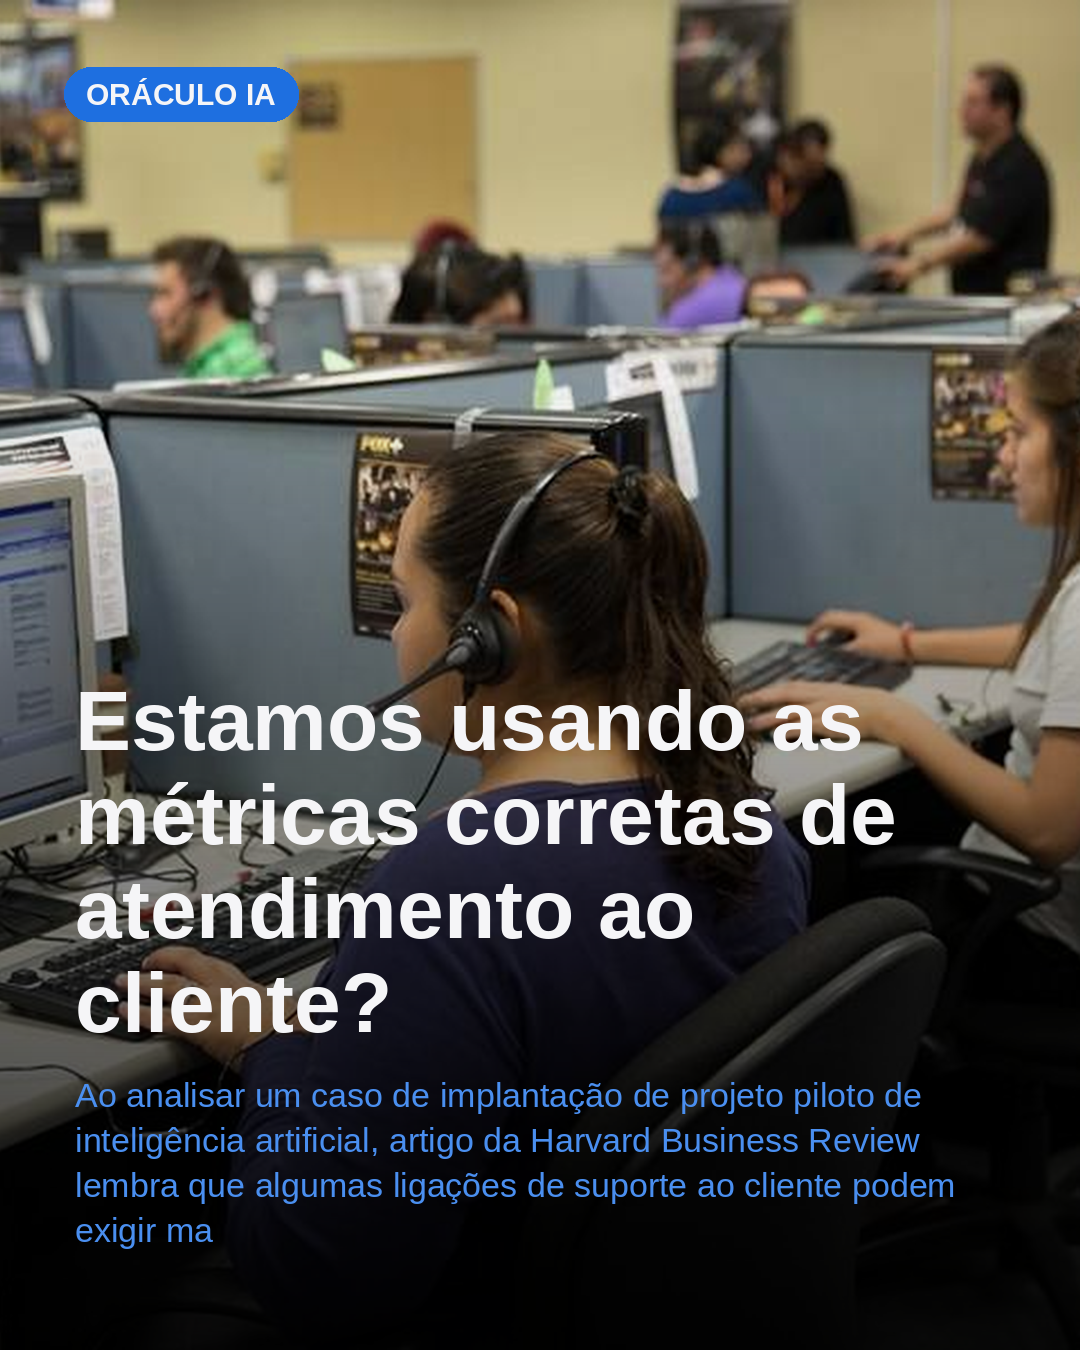 ORÁCULO IA
FOX+
Estamos usando as
métricas corretas de
atendimento ao
cliente?
Ao analisar um caso de implantação de projeto piloto de
inteligência artificial, artigo da Harvard Business Review
lembra que algumas ligações de suporte ao cliente podem
exigir ma